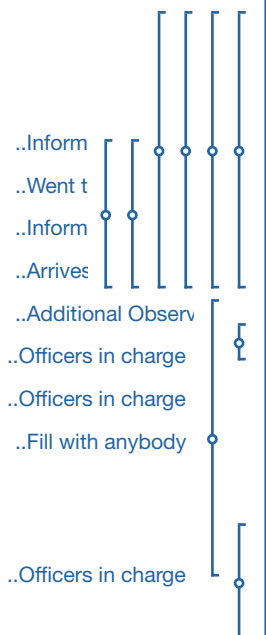 ..Inform
..Went t
..Inform
..Arrives
..Additional Observ
..Officers in charge
..Officers in charge
..Fill with anybody
..Officers in charge